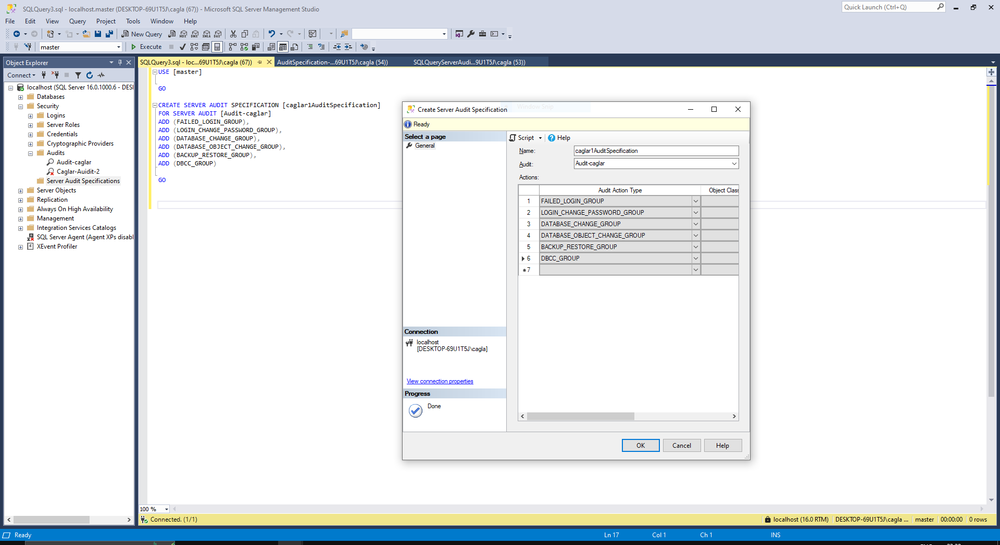 SQLQuery3.sql - localhost.master (DESKTOP-69U1T5J\cagla (67)) - Microsoft SQL Server Management Studio
Quick Launch (Ctrl+Q)
File Edit View Query Project Tools Window Help
New Query MDX DMX XMLA DAX
master Execute
Object Explorer
Connect
localhost (SQL Server 16.0.1000.6 - DESI
Databases
Security
Logins
Server Roles
Credentials
Cryptographic Providers
Audits
Audit-caglar
Caglar-Auidit-2
Server Audit Specifications
Server Objects
Replication
Always On High Availability
Management
Integration Services Catalogs
SQL Server Agent (Agent XPs disabl
XEvent Profiler
SQLQuery3.sql - loc...69U1T5J\cagla (67)) AuditSpecification-...69U1T5J\cagla (54)) SQLQueryServerAudi...9U1T5J\cagla (53))
USE [master]
GO
CREATE SERVER AUDIT SPECIFICATION [caglar1AuditSpecification]
FOR SERVER AUDIT [Audit-caglar]
ADD (FAILED_LOGIN_GROUP),
ADD (LOGIN_CHANGE_PASSWORD_GROUP),
ADD (DATABASE_CHANGE_GROUP),
ADD (DATABASE_OBJECT_CHANGE_GROUP),
ADD (BACKUP_RESTORE_GROUP),
ADD (DBCC_GROUP)
GO
Create Server Audit Specification
Window Snip
Ready
Select a page
General
Script Help
Name: caglar1AuditSpecification
Audit: Audit-caglar
Actions:
Audit Action Type Object Class
1 FAILED_LOGIN_GROUP
2 LOGIN_CHANGE_PASSWORD_GROUP
3 DATABASE_CHANGE_GROUP
4 DATABASE_OBJECT_CHANGE_GROUP
5 BACKUP_RESTORE_GROUP
6 DBCC_GROUP
*7
Connection
localhost
[DESKTOP-69U1T5J\cagla]
View connection properties
Progress
Done
OK Cancel Help
100 %
Connected. (1/1) localhost (16.0 RTM) DESKTOP-69U1T5J\cagla ... master 00:00:00 0 rows
Ready Ln 17 Col 1 Ch 1 INS